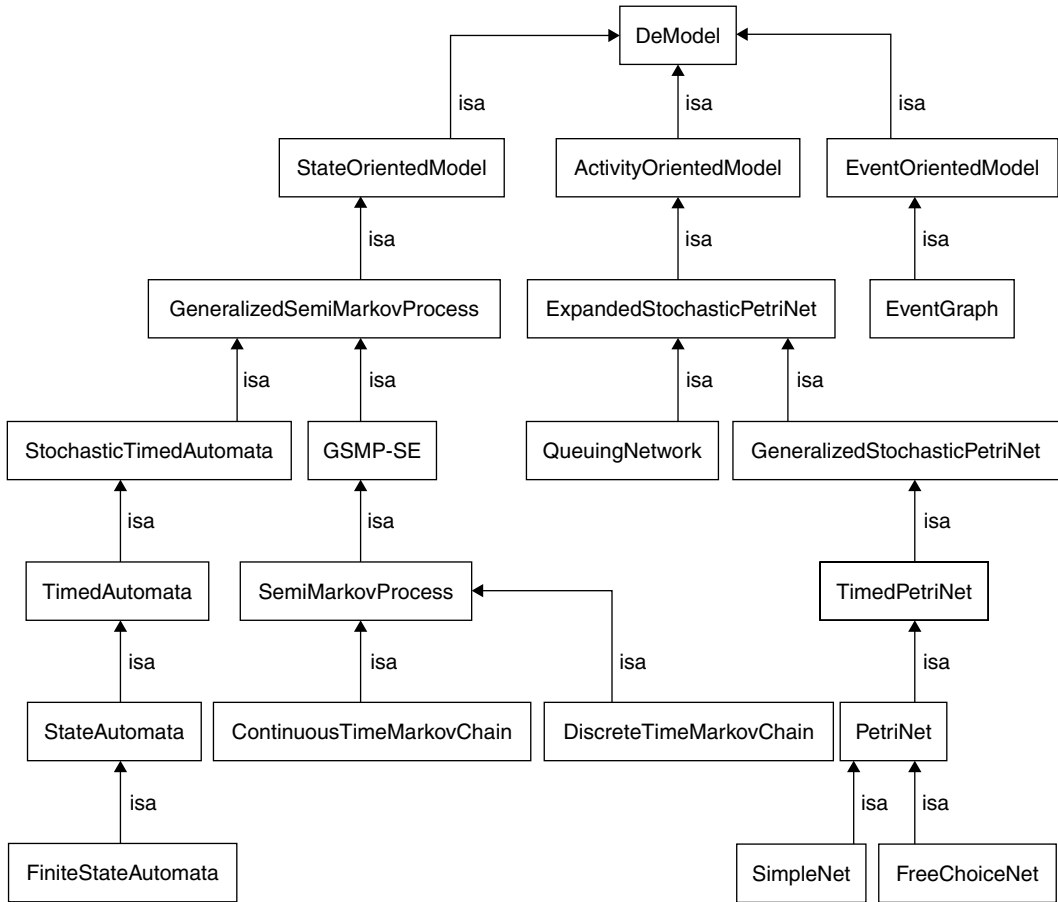 DeModel
isa isa isa
StateOrientedModel ActivityOrientedModel EventOrientedModel
isa isa isa
GeneralizedSemiMarkovProcess ExpandedStochasticPetriNet EventGraph
isa isa isa isa
StochasticTimedAutomata GSMP-SE QueuingNetwork GeneralizedStochasticPetriNet
isa isa isa
TimedAutomata SemiMarkovProcess TimedPetriNet
isa isa isa isa
StateAutomata ContinuousTimeMarkovChain DiscreteTimeMarkovChain PetriNet
isa isa isa
FiniteStateAutomata SimpleNet FreeChoiceNet